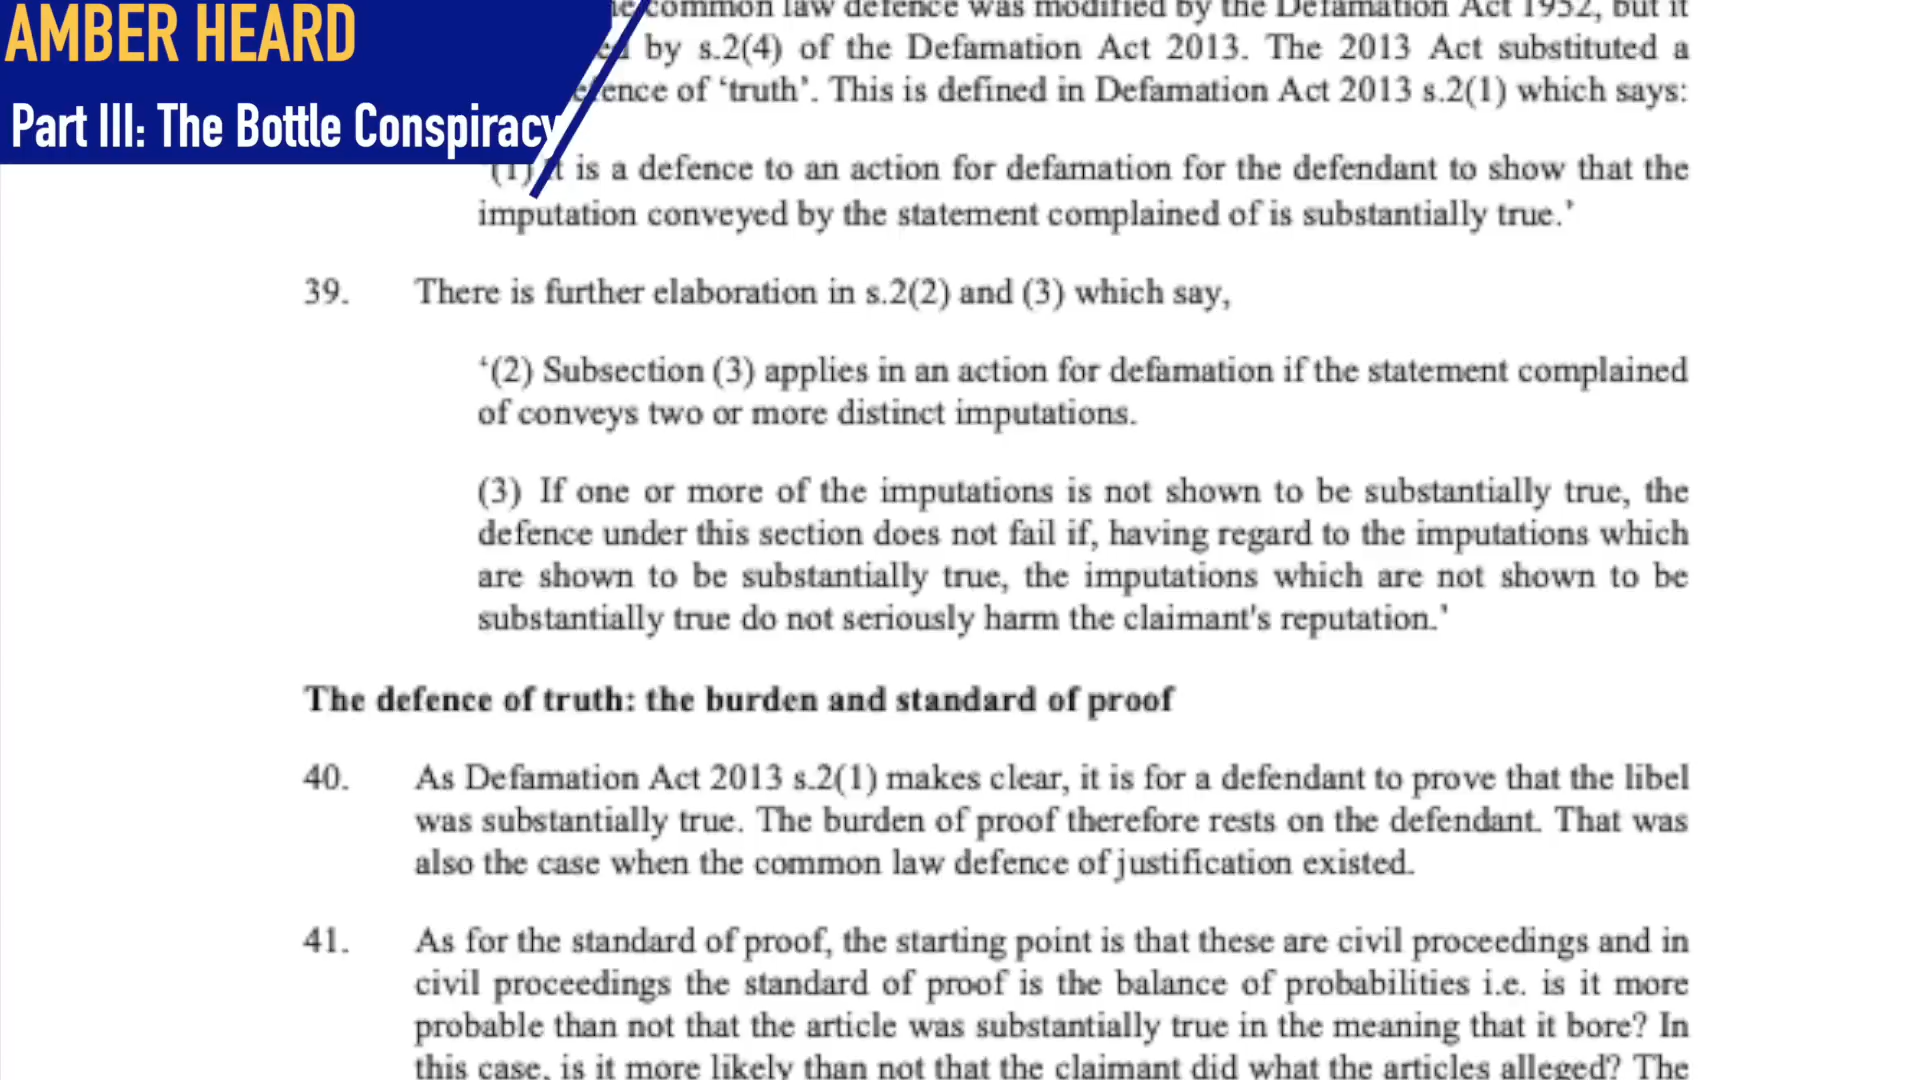 AMBER HEARD
Part III: The Bottle Conspiracy
common law defence was modified by the Defamation Act 1952, but it
by s.2(4) of the Defamation Act 2013. The 2013 Act substituted a
of ‘truth’. This is defined in Defamation Act 2013 s.2(1) which says:
is a defence to an action for defamation for the defendant to show that the
imputation conveyed by the statement complained of is substantially true.’
39. There is further elaboration in s.2(2) and (3) which say,
‘(2) Subsection (3) applies in an action for defamation if the statement complained
of conveys two or more distinct imputations.
(3) If one or more of the imputations is not shown to be substantially true, the
defence under this section does not fail if, having regard to the imputations which
are shown to be substantially true, the imputations which are not shown to be
substantially true do not seriously harm the claimant's reputation.’
The defence of truth: the burden and standard of proof
40. As Defamation Act 2013 s.2(1) makes clear, it is for a defendant to prove that the libel
was substantially true. The burden of proof therefore rests on the defendant. That was
also the case when the common law defence of justification existed.
41. As for the standard of proof, the starting point is that these are civil proceedings and in
civil proceedings the standard of proof is the balance of probabilities i.e. is it more
probable than not that the article was substantially true in the meaning that it bore? In
this case, is it more likely than not that the claimant did what the articles alleged? The